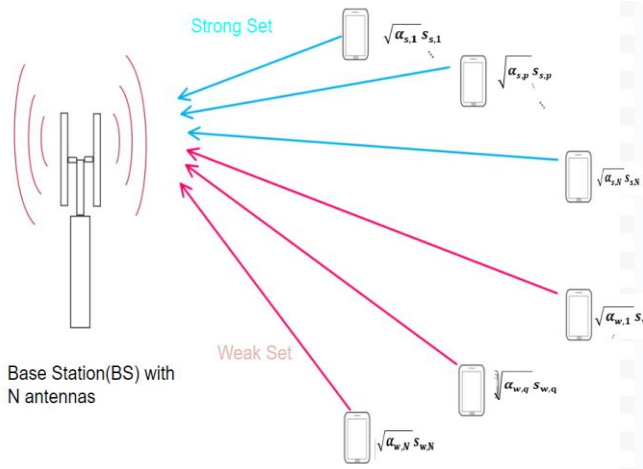 Strong Set
√α_{s,1} s_{s,1}
...
√α_{s,p} s_{s,p}
...
√α_{s,N} s_{s,N}
√α_{w,1} s
Weak Set
Base Station(BS) with
N antennas
√α_{w,q} s_{w,q}
√α_{w,N} s_{w,N}